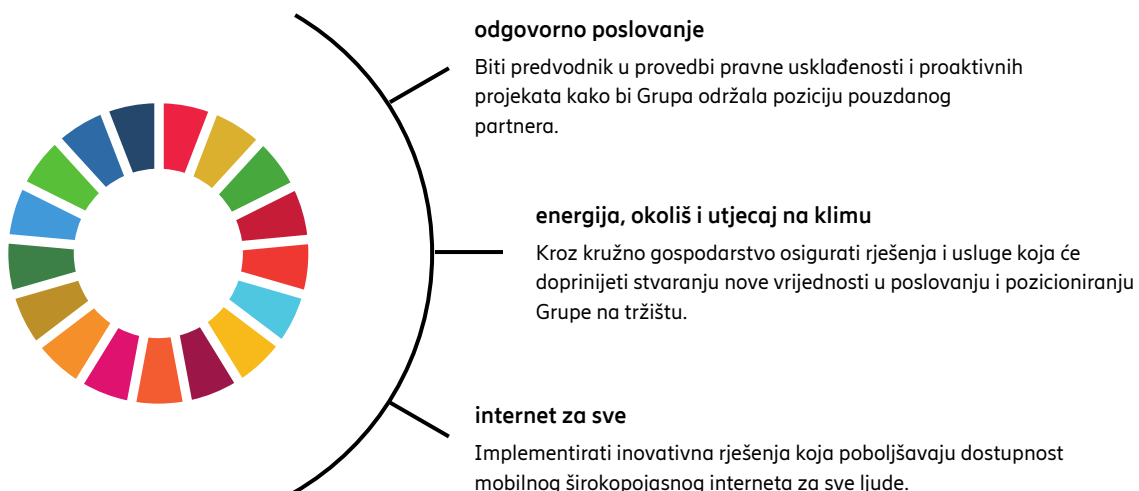 odgovorno poslovanje
Biti predvodnik u provedbi pravne usklađenosti i proaktivnih
projekata kako bi Grupa održala poziciju pouzdanog
partnera.
energija, okoliš i utjecaj na klimu
Kroz kružno gospodarstvo osigurati rješenja i usluge koja će
doprinijeti stvaranju nove vrijednosti u poslovanju i pozicioniranju
Grupe na tržištu.
internet za sve
Implementirati inovativna rješenja koja poboljšavaju dostupnost
mobilnog širokopojasnog interneta za sve ljude.